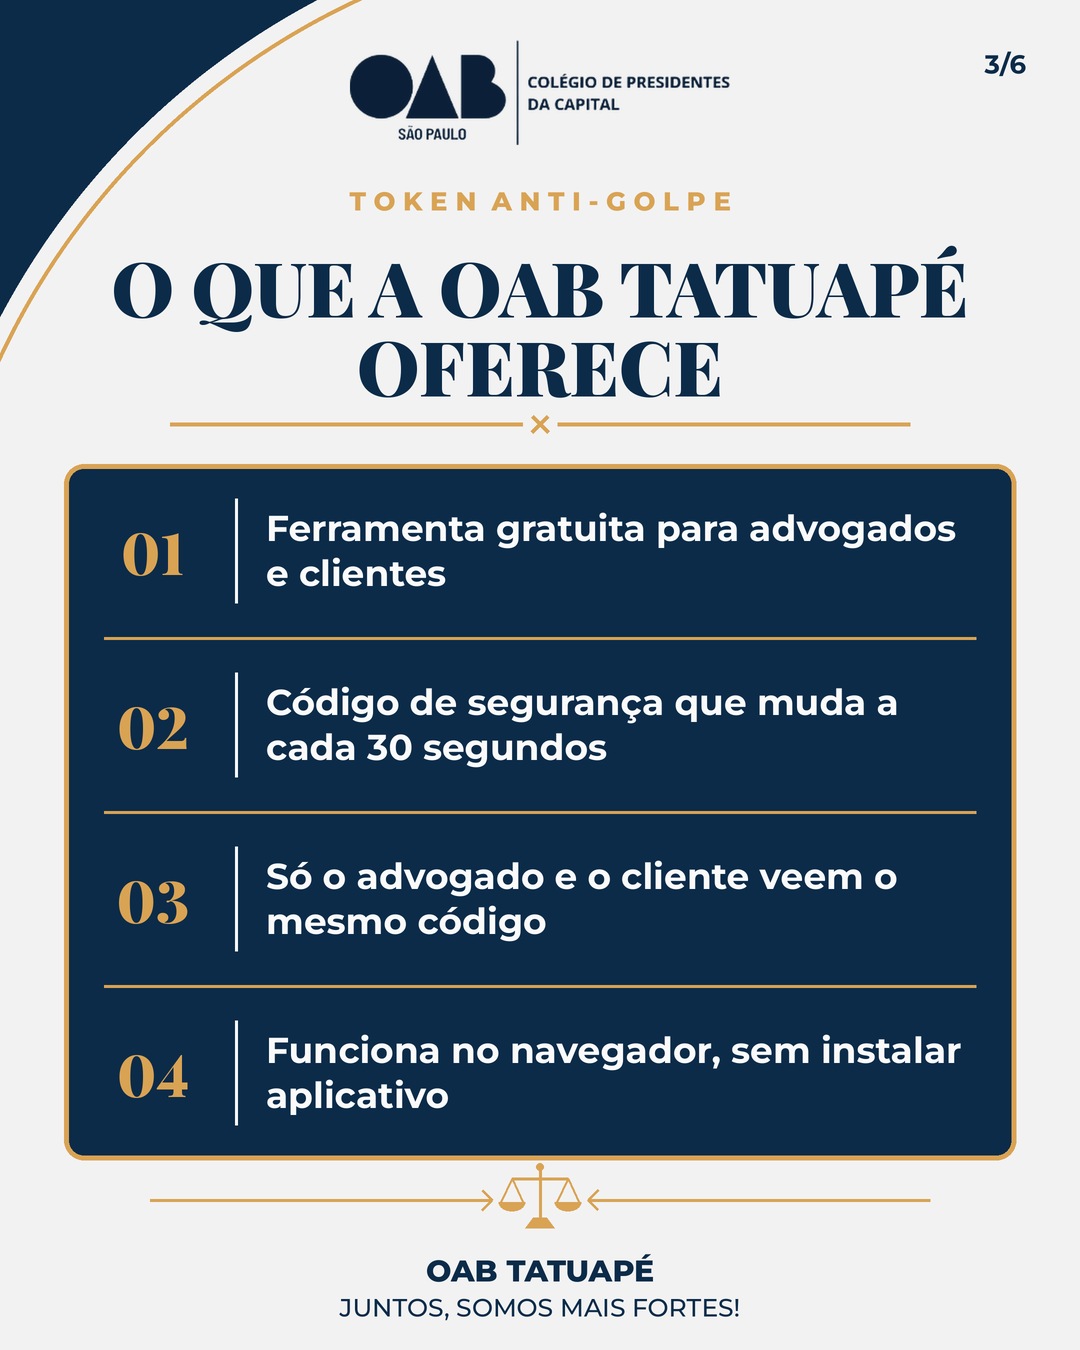 OAB
SÃO PAULO
COLÉGIO DE PRESIDENTES
DA CAPITAL
3/6
TOKEN ANTI-GOLPE
O QUE A OAB TATUAPÉ
OFERECE
01
Ferramenta gratuita para advogados
e clientes
02
Código de segurança que muda a
cada 30 segundos
03
Só o advogado e o cliente veem o
mesmo código
04
Funciona no navegador, sem instalar
aplicativo
OAB TATUAPÉ
JUNTOS, SOMOS MAIS FORTES!